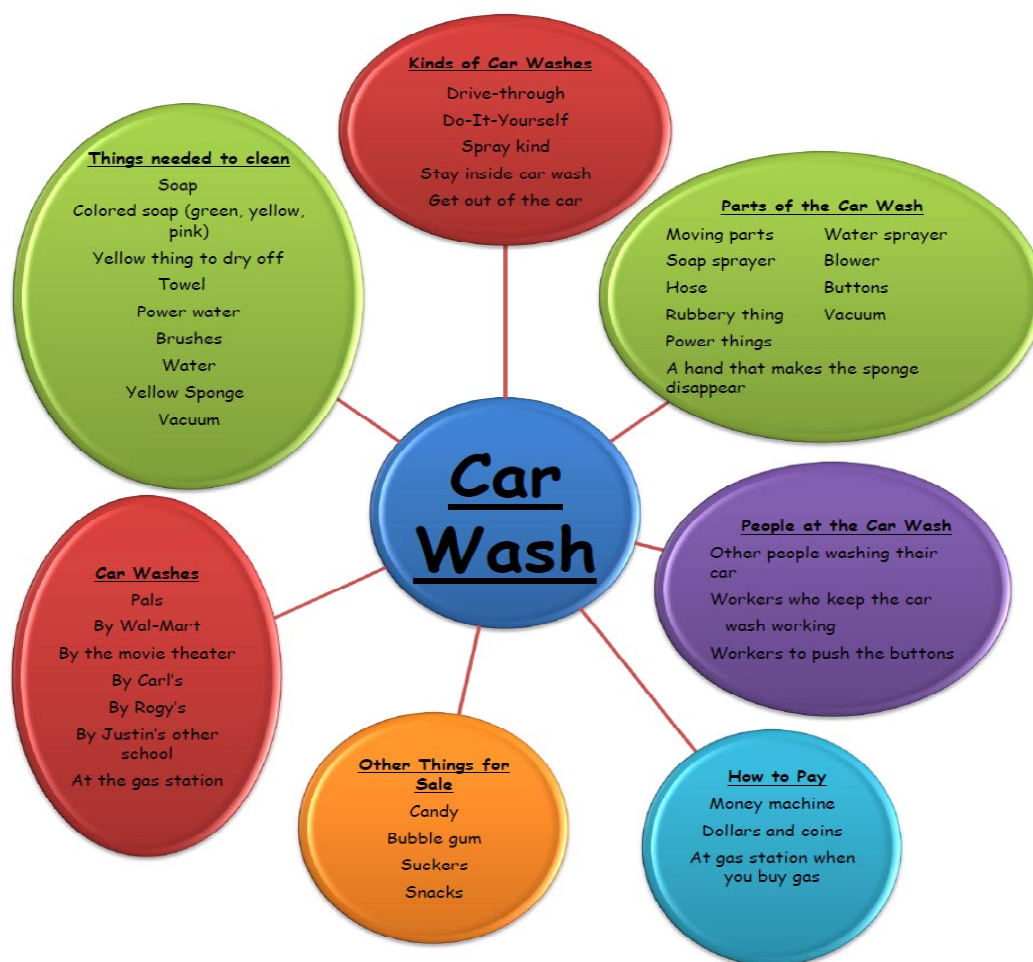 Kinds of Car Washes
Drive-through
Do-It-Yourself
Spray kind
Stay inside car wash
Get out of the car
Things needed to clean
Soap
Colored soap (green, yellow,
pink)
Yellow thing to dry off
Towel
Power water
Brushes
Water
Yellow Sponge
Vacuum
Parts of the Car Wash
Moving parts Water sprayer
Soap sprayer Blower
Hose Buttons
Rubbery thing Vacuum
Power things
A hand that makes the sponge
disappear
Car
Wash
People at the Car Wash
Other people washing their
car
Workers who keep the car
wash working
Workers to push the buttons
Car Washes
Pals
By Wal-Mart
By the movie theater
By Carl's
By Rogy's
By Justin's other
school
At the gas station
Other Things for
Sale
Candy
Bubble gum
Suckers
Snacks
How to Pay
Money machine
Dollars and coins
At gas station when
you buy gas